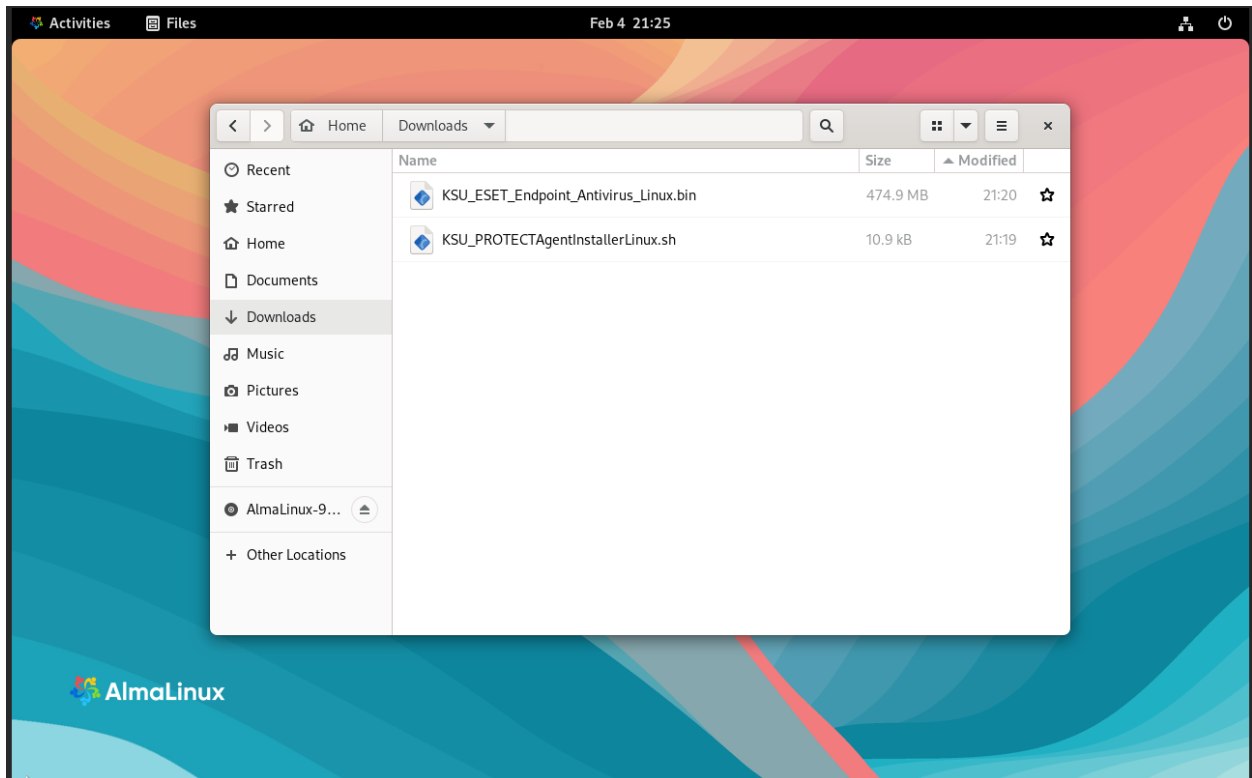 Activities Files Feb 4 21:25
Home Downloads
Recent
Starred
Home
Documents
Downloads
Music
Pictures
Videos
Trash
AlmaLinux-9...
Other Locations
Name Size Modified
KSU_ESET_Endpoint_Antivirus_Linux.bin 474.9 MB 21:20
KSU_PROTECTAgentInstallerLinux.sh 10.9 kB 21:19
AlmaLinux